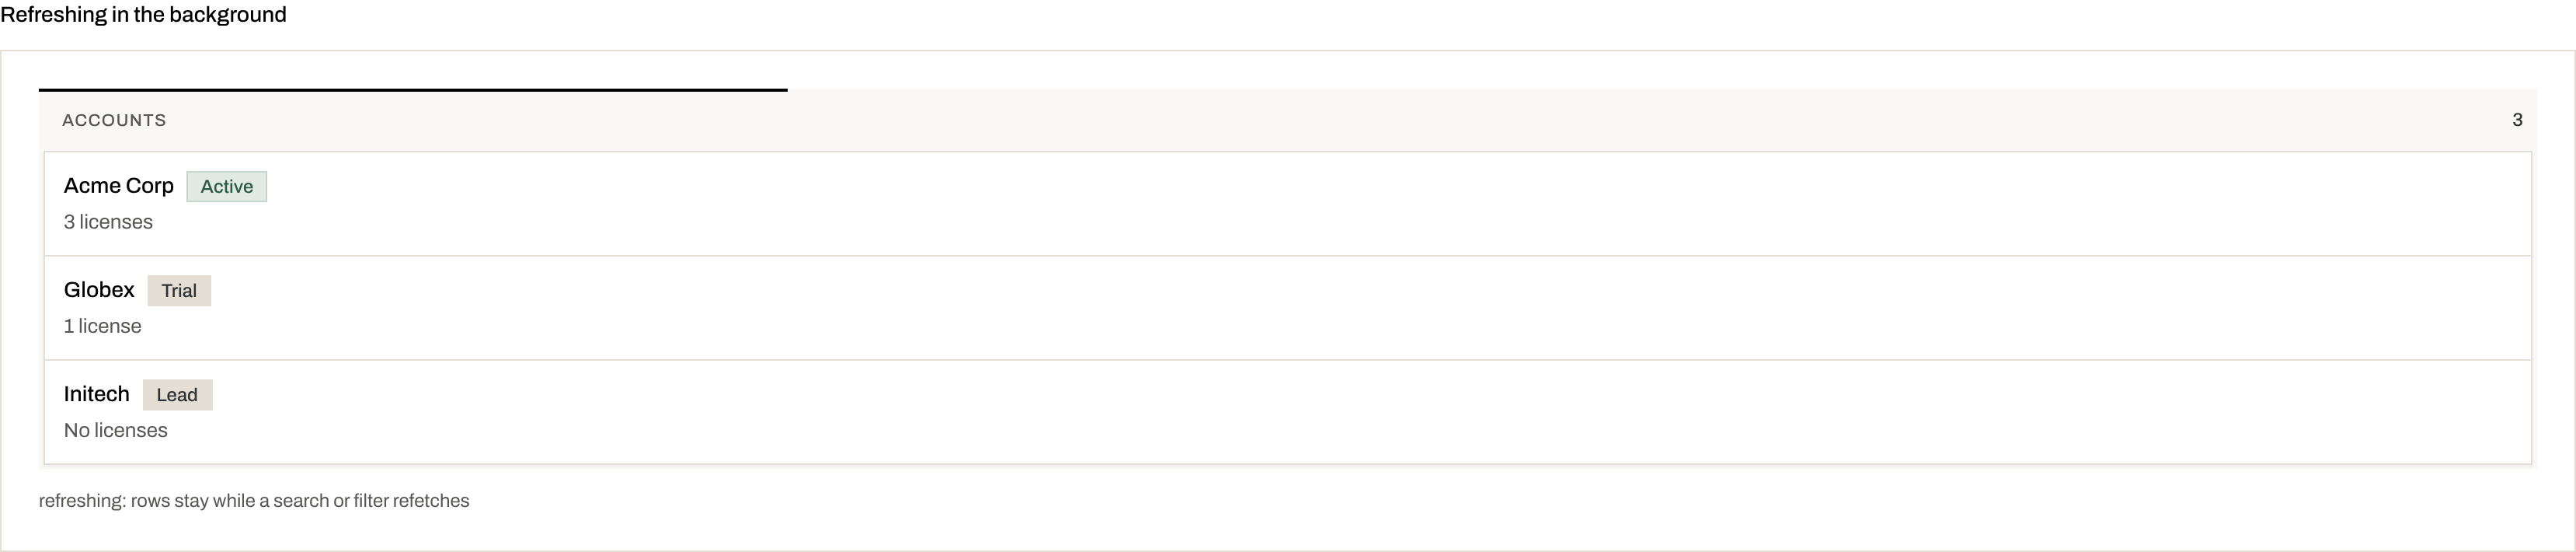 Refreshing in the background
ACCOUNTS 3
Acme Corp Active
3 licenses
Globex Trial
1 license
Initech Lead
No licenses
refreshing: rows stay while a search or filter refetches